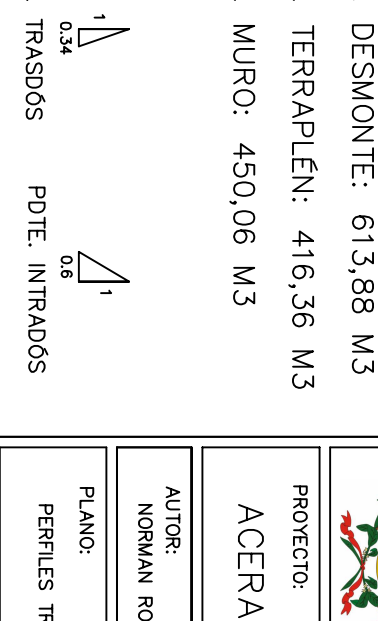 DESMONTE: 613,88 M3
TERRAPLÉN: 416,36 M3
MURO: 450,06 M3
1
0.34
1
0.6
TRASDÓS PDTE. INTRADÓS
PROYECTO:
ACERA
AUTOR:
NORMAN RO
PLANO:
PERFILES TR